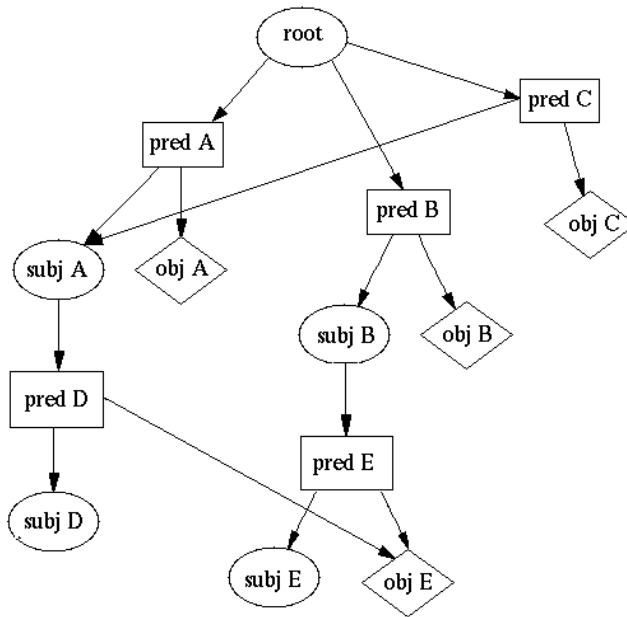 root
pred C
pred A
pred B
obj C
subj A
obj A
subj B
obj B
pred D
pred E
subj D
subj E
obj E